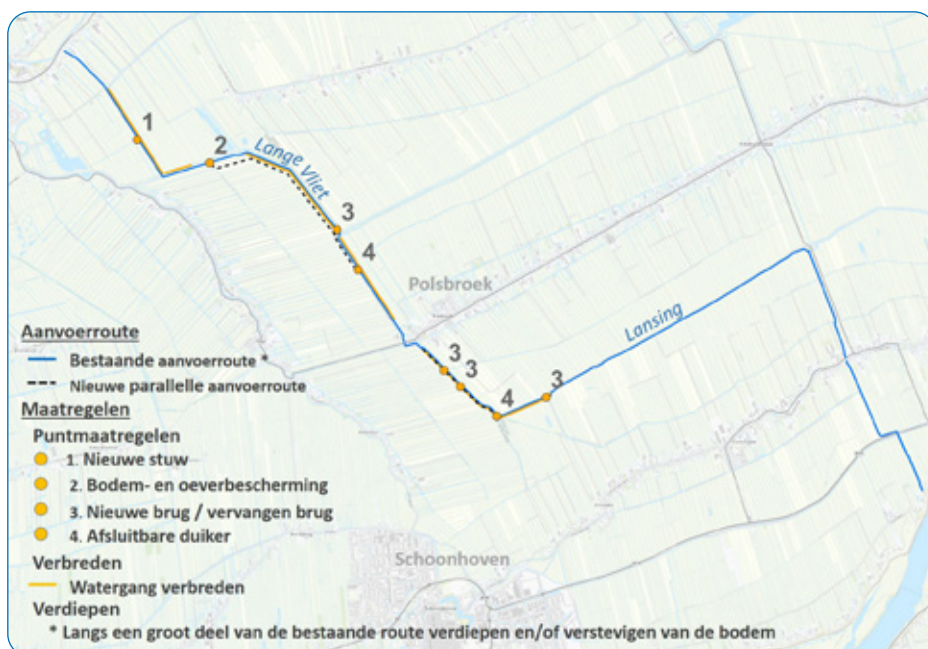 1
2
Lange Vliet
3
4
Polsbroek
Lansing
3
3
3
4
Schoonhoven
Aanvoerroute
Bestaande aanvoerroute *
Nieuwe parallelle aanvoerroute
Maatregelen
Puntmaatregelen
1. Nieuwe stuw
2. Bodem- en oeverbescherming
3. Nieuwe brug / vervangen brug
4. Afsluitbare duiker
Verbreden
Watergang verbreden
Verdiepen
* Langs een groot deel van de bestaande route verdiepen en/of verstevigen van de bodem